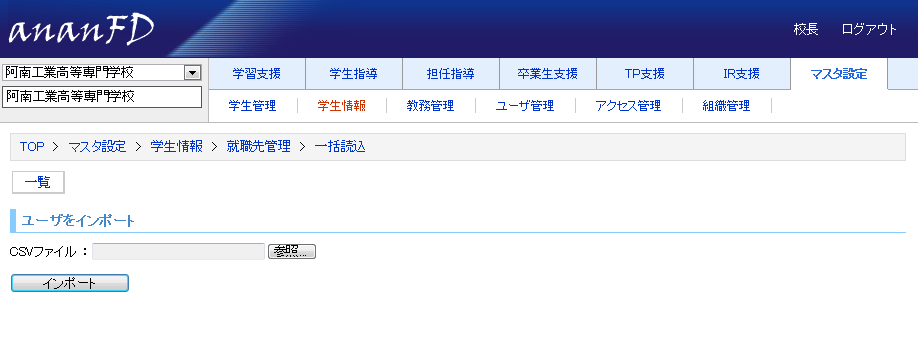 ananFD
校長 ログアウト
阿南工業高等専門学校
阿南工業高等専門学校
学習支援 学生指導 担任指導 卒業生支援 TP支援 IR支援 マスタ設定
学生管理 学生情報 教務管理 ユーザ管理 アクセス管理 組織管理
TOP > マスタ設定 > 学生情報 > 就職先管理 > 一括読込
一覧
ユーザをインポート
CSVファイル : 参照...
インポート